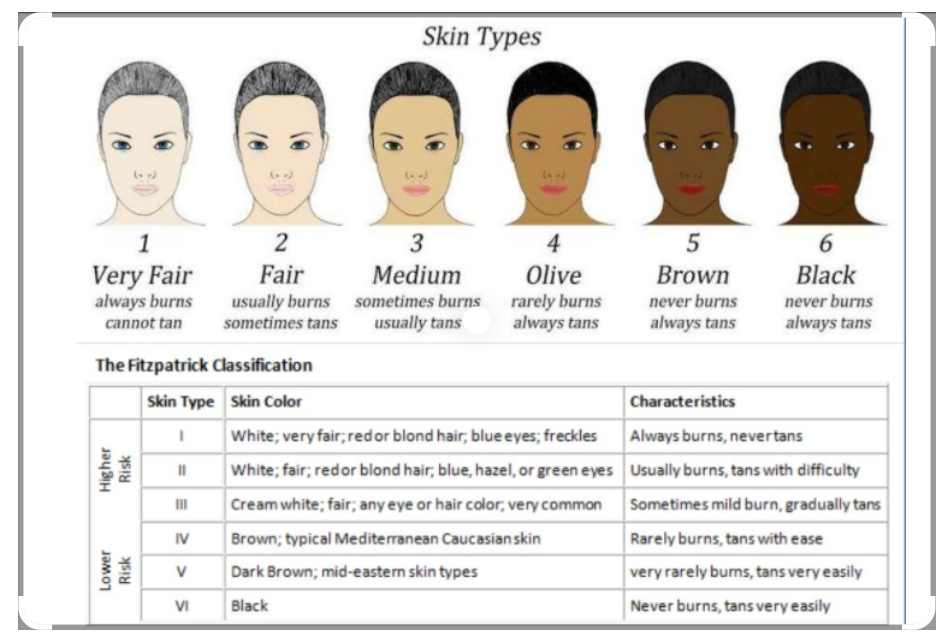 Skin Types
1 2 3 4 5 6
Very Fair Fair Medium Olive Brown Black
always burns usually burns sometimes burns rarely burns never burns never burns
cannot tan sometimes tans usually tans always tans always tans always tans
The Fitzpatrick Classification
Skin Type Skin Color Characteristics
Higher Risk
I White; very fair; red or blond hair; blue eyes; freckles Always burns, never tans
II White; fair; red or blond hair; blue, hazel, or green eyes Usually burns, tans with difficulty
III Cream white; fair; any eye or hair color; very common Sometimes mild burn, gradually tans
Lower Risk
IV Brown; typical Mediterranean Caucasian skin Rarely burns, tans with ease
V Dark Brown; mid-eastern skin types very rarely burns, tans very easily
VI Black Never burns, tans very easily